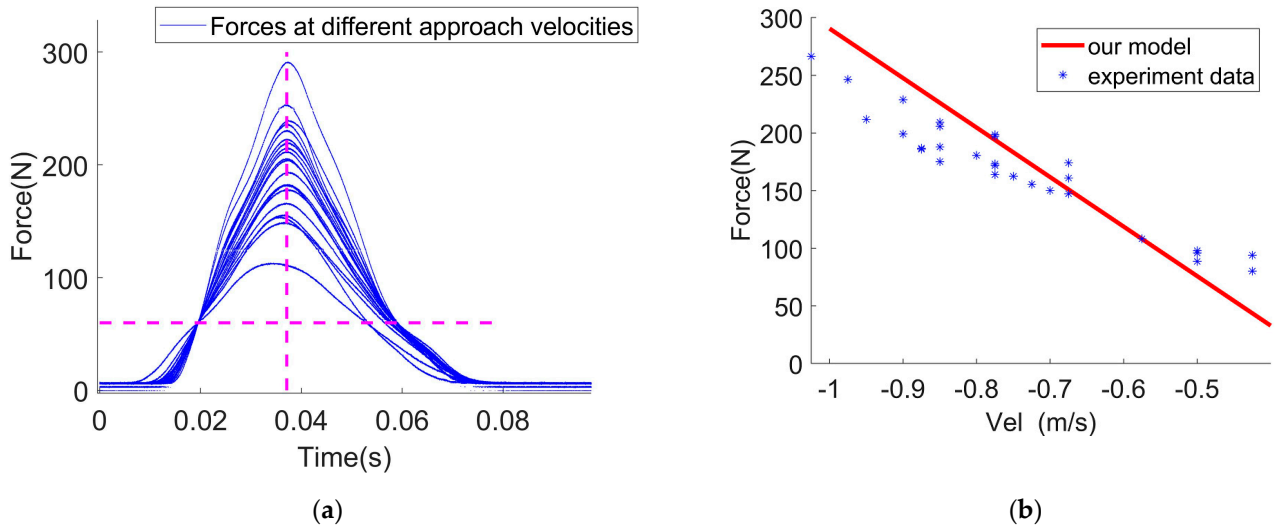 Forces at different approach velocities
300
200
100
0
Force(N)
0
0.02
0.04
0.06
0.08
Time(s)
(a)
our model
experiment data
300
250
200
150
100
50
0
Force(N)
-1
-0.9
-0.8
-0.7
-0.6
-0.5
Vel (m/s)
(b)